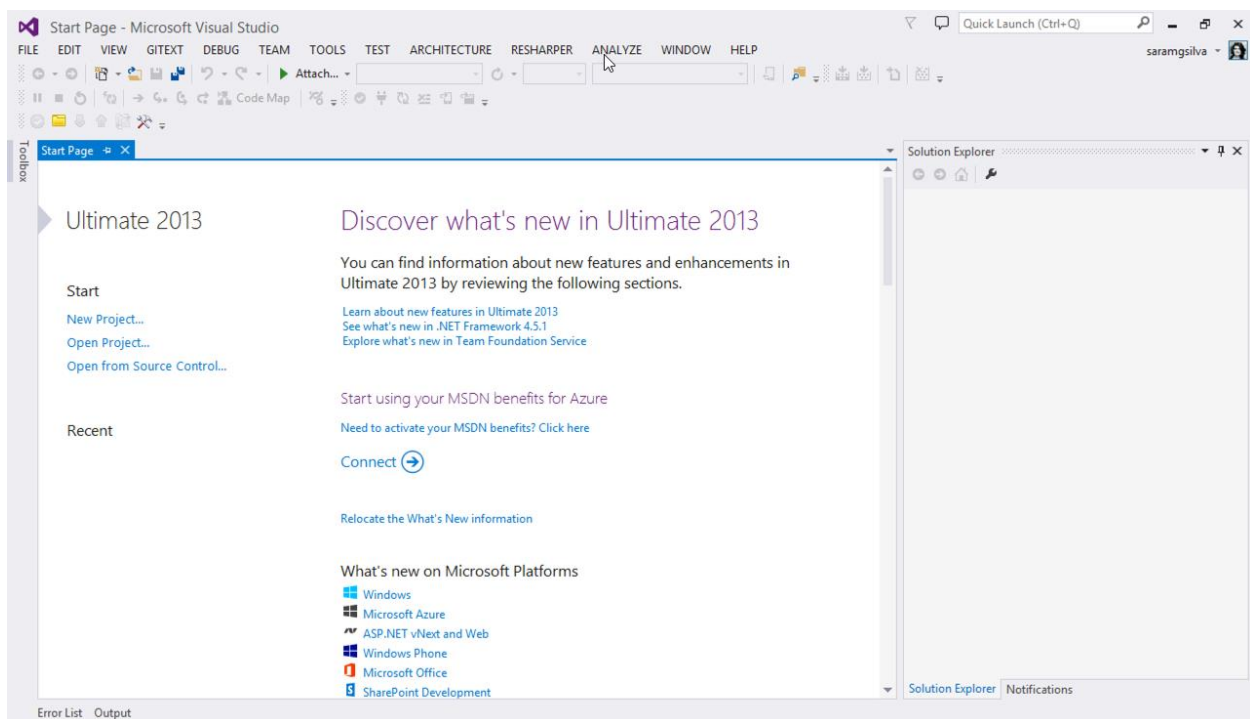 Start Page - Microsoft Visual Studio
Quick Launch (Ctrl+Q)
FILE EDIT VIEW GITEXT DEBUG TEAM TOOLS TEST ARCHITECTURE RESHARPER ANALYZE WINDOW HELP
saramgsilva
Attach...
Code Map
Toolbox
Start Page
Solution Explorer
Ultimate 2013
Start
New Project...
Open Project...
Open from Source Control...
Recent
Discover what's new in Ultimate 2013
You can find information about new features and enhancements in
Ultimate 2013 by reviewing the following sections.
Learn about new features in Ultimate 2013
See what's new in .NET Framework 4.5.1
Explore what's new in Team Foundation Service
Start using your MSDN benefits for Azure
Need to activate your MSDN benefits? Click here
Connect
Relocate the What's New information
What's new on Microsoft Platforms
Windows
Microsoft Azure
ASP.NET vNext and Web
Windows Phone
Microsoft Office
SharePoint Development
Solution Explorer Notifications
Error List Output